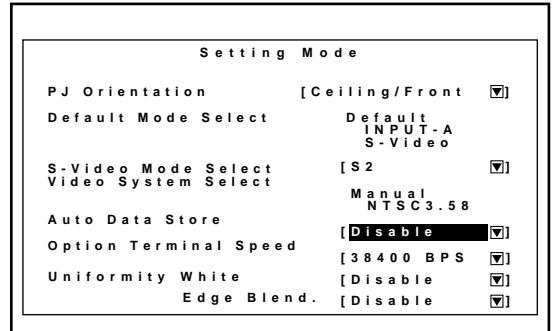 Setting Mode
PJ Orientation [Ceiling/Front ▼]
Default Mode Select Default
INPUT-A
S-Video
S-Video Mode Select [S2 ▼]
Video System Select
Manual
NTSC3.58
Auto Data Store
[Disable ▼]
Option Terminal Speed
[38400 BPS ▼]
Uniformity White [Disable ▼]
Edge Blend. [Disable ▼]